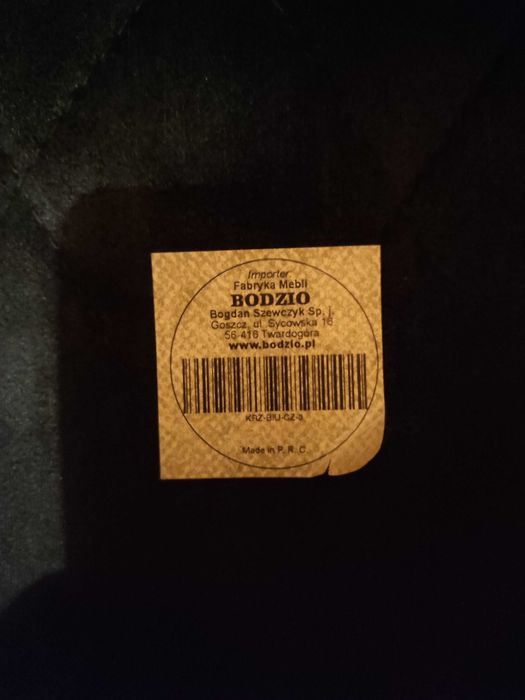 Importer:
Fabryka Mebli
BODZIO
Bogdan Szewczyk Sp. j.
Goszcz, ul. Sycowska 16
56-416 Twardogóra
www.bodzio.pl
KRZ-BIU-CZ-3
Made in P. R. C.